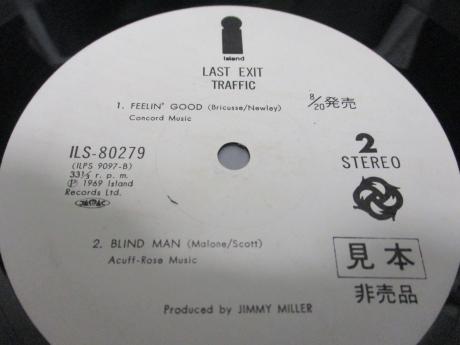 island
LAST EXIT
TRAFFIC
1. FEELIN' GOOD (Bricusse/Newley)
Concord Music
8/20発売
ILS-80279
(ILPS 9097-B)
33⅓ r. p. m.
Ⓟ 1969 Island
Records Ltd.
2
STEREO
2. BLIND MAN (Malone/Scott)
Acuff-Rose Music
見本
非売品
Produced by JIMMY MILLER